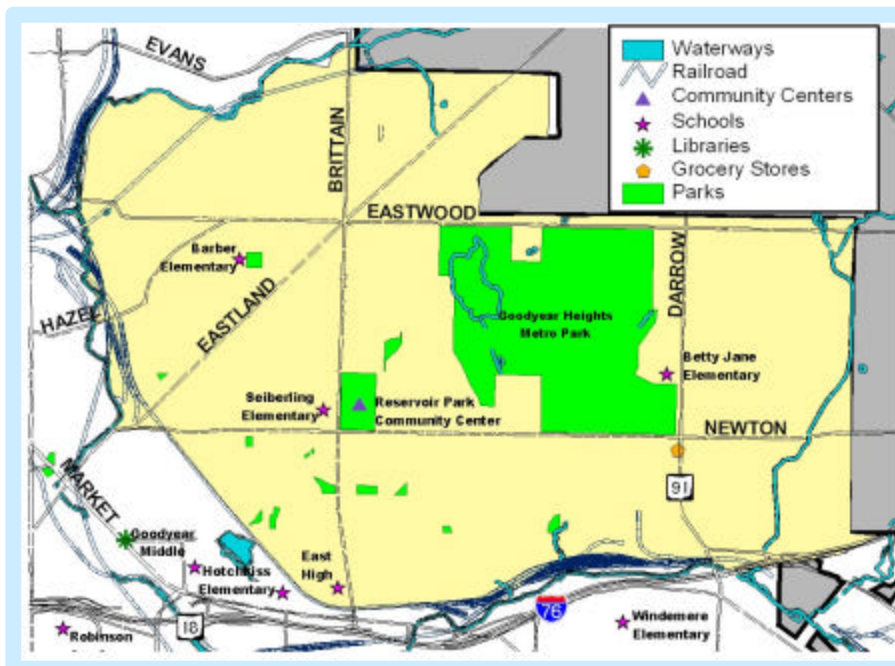 EVANS
BRITTAIN
Waterways
Railroad
Community Centers
Schools
Libraries
Grocery Stores
Parks
EASTWOOD
Barber
Elementary
EASTLAND
HAZEL
DARROW
Goodyear Heights
Metro Park
Betty Jane
Elementary
Seiberling
Elementary
Reservoir Park
Community Center
NEWTON
91
MARKET
Goodyear
Middle
Hotchkiss
Elementary
East
High
18
76
Windemere
Elementary
Robinson